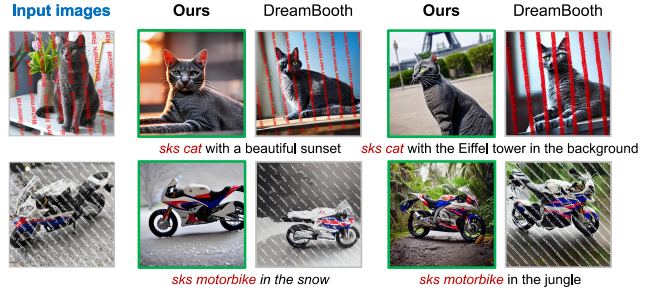 Input images Ours DreamBooth Ours DreamBooth
sks cat with a beautiful sunset sks cat with the Eiffel tower in the background
sks motorbike in the snow sks motorbike in the jungle